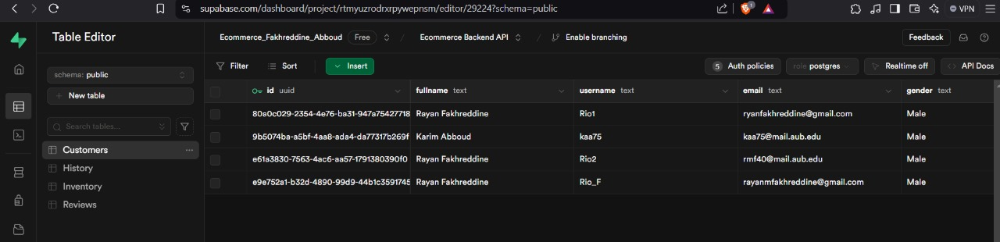 supabase.com/dashboard/project/rtmyuzrodrxrpywepnsm/editor/29224?schema=public
1
VPN
Table Editor
Ecommerce_Fakhreddine_Abboud Free / Ecommerce Backend API / Enable branching
Feedback
schema: public
New table
Search tables...
Customers
History
Inventory
Reviews
Filter Sort Insert 5 Auth policies role postgres Realtime off API Docs
id uuid fullname text username text email text gender text
80a0c029-2354-4e76-ba31-947a75427718 Rayan Fakhreddine Rio1 ryanfakhreddine@gmail.com Male
9b5074ba-a5bf-4aa8-ada4-da77317b269f Karim Abboud kaa75 kaa75@mail.aub.edu Male
e61a3830-7563-4ac6-aa57-1791380390f0 Rayan Fakhreddine Rio2 rmf40@mail.aub.edu Male
e9e752a1-b32d-4890-99d9-44b1c3591745 Rayan Fakhreddine Rio_F rayanmfakhreddine@gmail.com Male